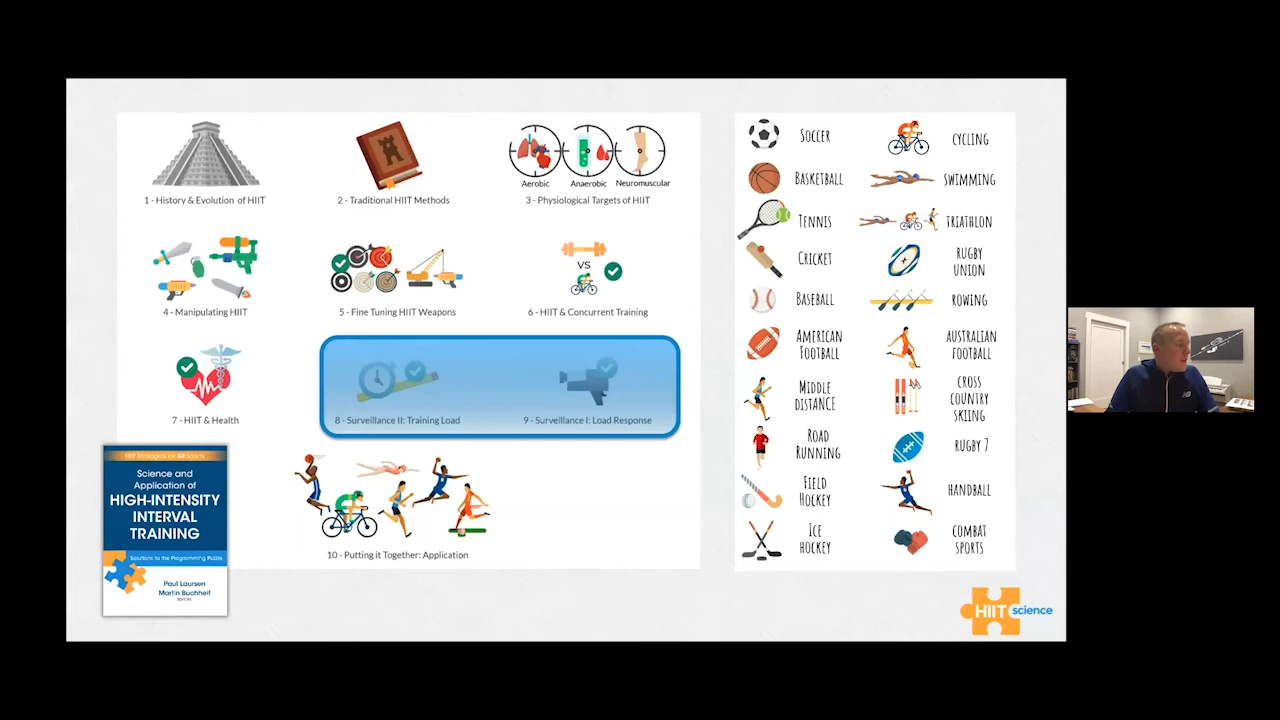 Aerobic
Anaerobic
Neuromuscular
1 - History & Evolution of HIIT
2 - Traditional HIIT Methods
3 - Physiological Targets of HIIT
VS
4 - Manipulating HIIT
5 - Fine Tuning HIIT Weapons
6 - HIIT & Concurrent Training
7 - HIIT & Health
8 - Surveillance II: Training Load
9 - Surveillance I: Load Response
10 - Putting it Together: Application
HIIT Strategies for 20 sports
Science and
Application of
HIGH-INTENSITY
INTERVAL
TRAINING
Solutions to the Programming Puzzle
Paul Laursen
Martin Buchheit
EDITORS
SOCCER
CYCLING
BASKETBALL
SWIMMING
TENNIS
TRIATHLON
CRICKET
RUGBY
UNION
BASEBALL
ROWING
AMERICAN
FOOTBALL
AUSTRALIAN
FOOTBALL
MIDDLE
DISTANCE
CROSS
COUNTRY
SKIING
ROAD
RUNNING
RUGBY 7
FIELD
HOCKEY
HANDBALL
ICE
HOCKEY
COMBAT
SPORTS
HIIT science